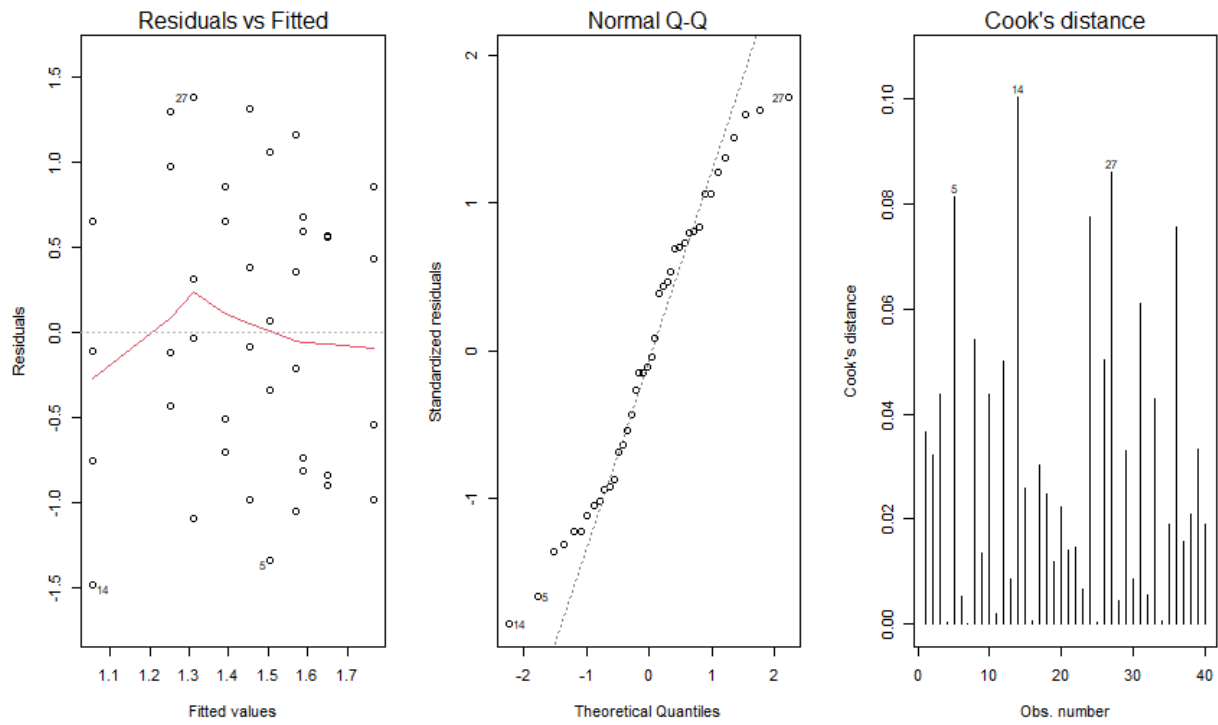 Residuals vs Fitted
Residuals
1.5
1.0
0.5
0.0
-0.5
-1.0
-1.5
27
5
14
1.1 1.2 1.3 1.4 1.5 1.6 1.7
Fitted values
Normal Q-Q
Standardized residuals
2
1
0
-1
27
5
14
-2 -1 0 1 2
Theoretical Quantiles
Cook's distance
Cook's distance
0.10
0.08
0.06
0.04
0.02
0.00
14
27
5
0 10 20 30 40
Obs. number